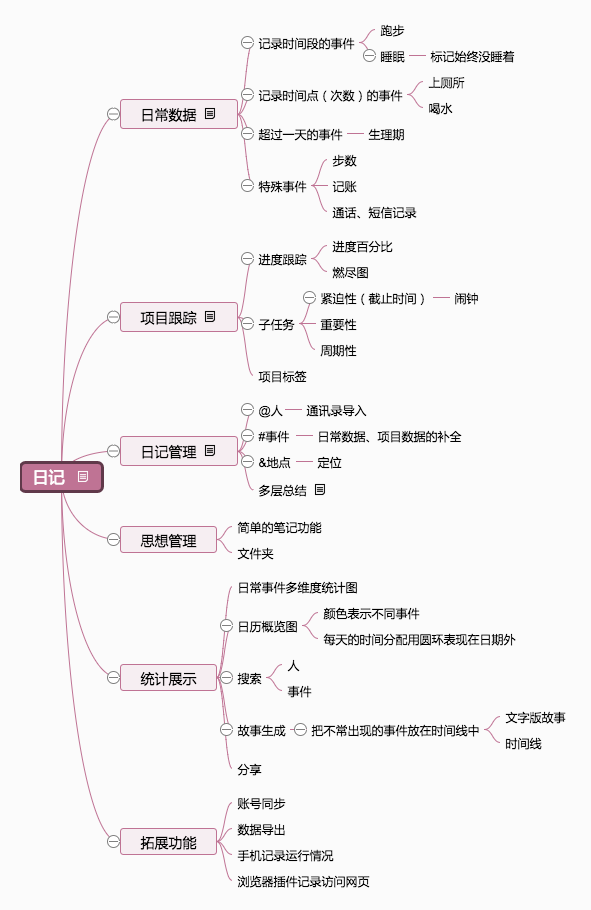 日记
日常数据
记录时间段的事件
跑步
睡眠
标记始终没睡着
记录时间点（次数）的事件
上厕所
喝水
超过一天的事件
生理期
特殊事件
步数
记账
通话、短信记录
项目跟踪
进度跟踪
进度百分比
燃尽图
子任务
紧迫性（截止时间）
闹钟
重要性
周期性
项目标签
日记管理
@人
通讯录导入
#事件
日常数据、项目数据的补全
&地点
定位
多层总结
思想管理
简单的笔记功能
文件夹
统计展示
日常事件多维度统计图
日历概览图
颜色表示不同事件
每天的时间分配用圆环表现在日期外
搜索
人
事件
故事生成
把不常出现的事件放在时间线中
文字版故事
时间线
分享
拓展功能
账号同步
数据导出
手机记录运行情况
浏览器插件记录访问网页